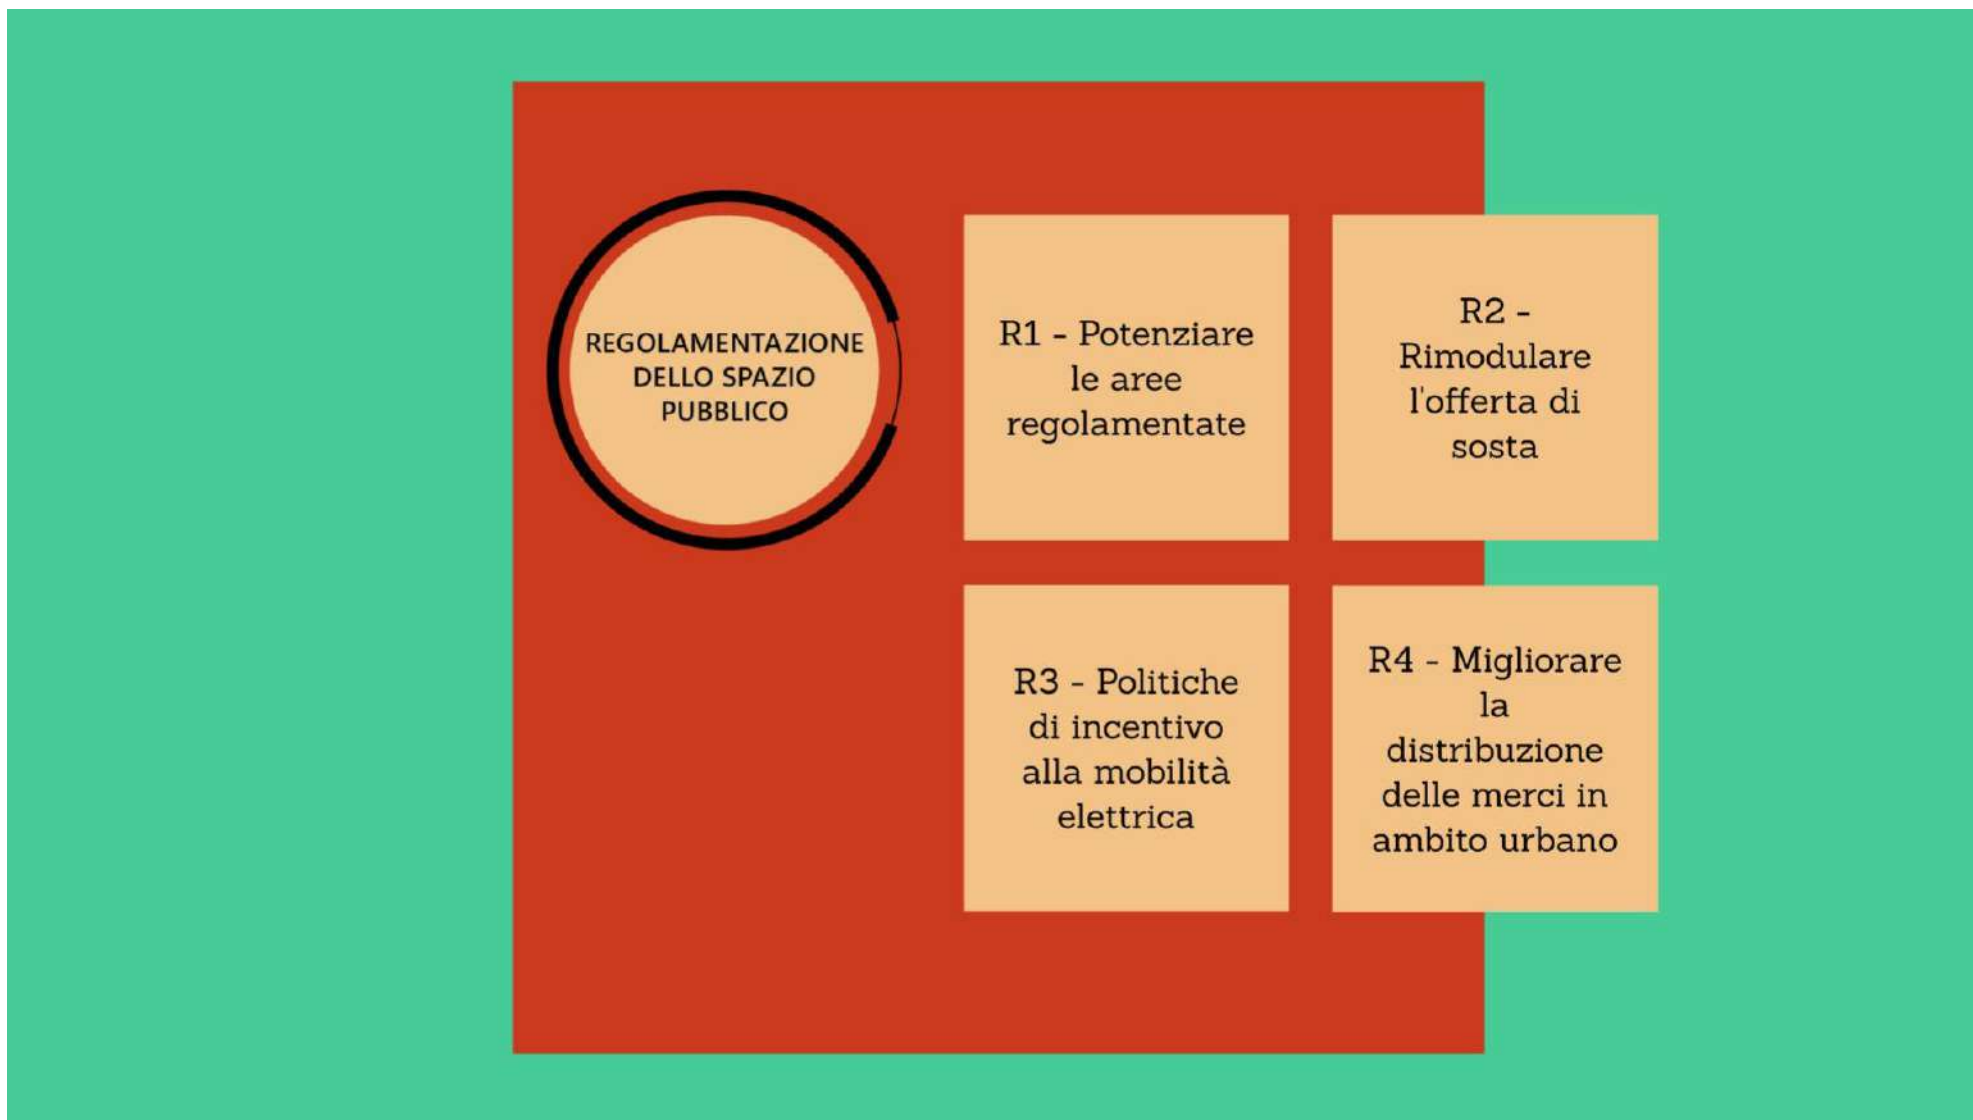 REGOLAMENTAZIONE
DELLO SPAZIO
PUBBLICO
R1 - Potenziare
le aree
regolamentate
R2 -
Rimodulare
l'offerta di
sosta
R3 - Politiche
di incentivo
alla mobilità
elettrica
R4 - Migliorare
la
distribuzione
delle merci in
ambito urbano